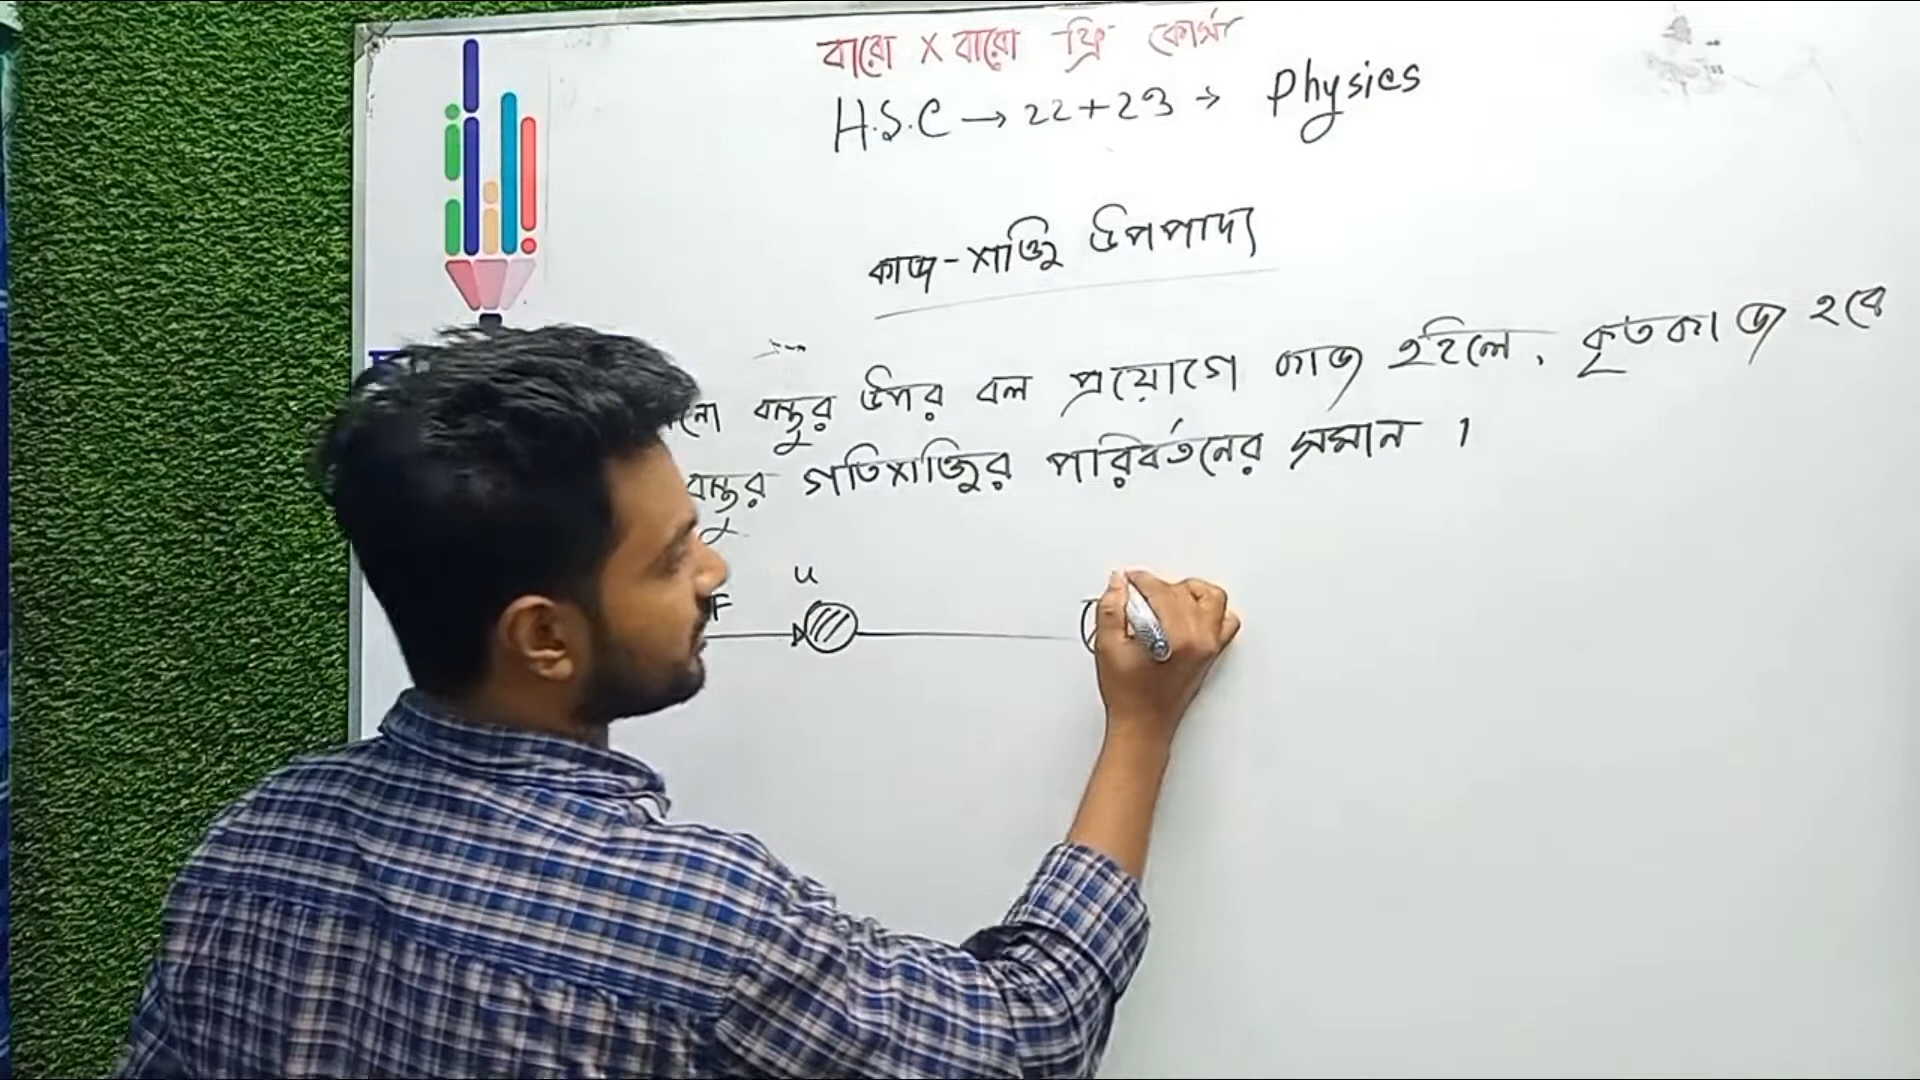 বারো X বারো ফ্রি কোর্স
H.S.C → 22+23 → Physics
কাজ-শক্তি উপপাদ্য
নো বস্তুর উপর বল প্রয়োগে কাজ হইলে, কৃতকাজ হবে
বস্তুর গতিশক্তির পরিবর্তনের সমান ।
u
F